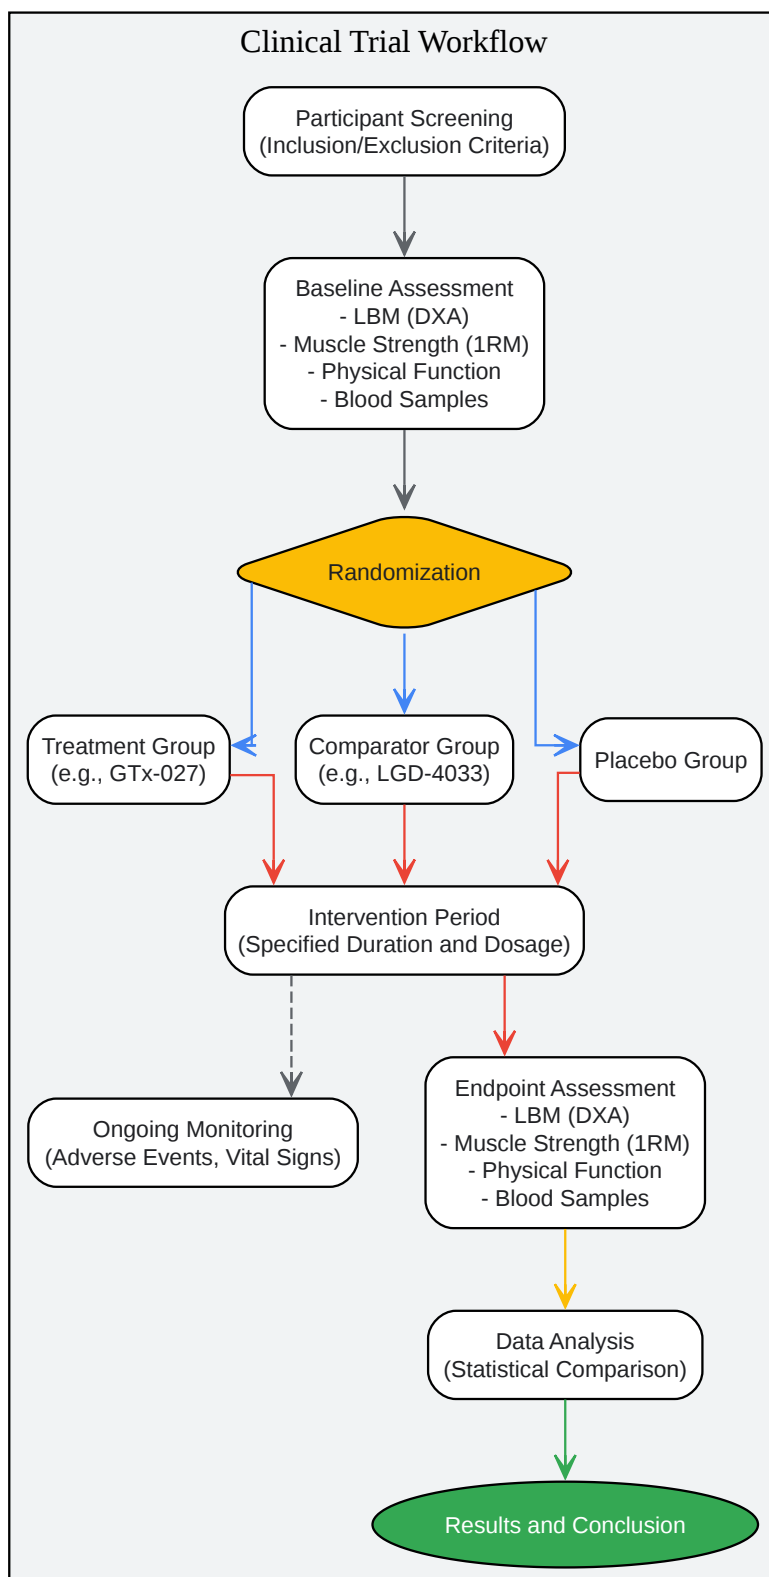 Clinical Trial Workflow
Participant Screening
(Inclusion/Exclusion Criteria)
Baseline Assessment
- LBM (DXA)
- Muscle Strength (1RM)
- Physical Function
- Blood Samples
Randomization
Treatment Group
(e.g., GTx-027)
Comparator Group
(e.g., LGD-4033)
Placebo Group
Intervention Period
(Specified Duration and Dosage)
Ongoing Monitoring
(Adverse Events, Vital Signs)
Endpoint Assessment
- LBM (DXA)
- Muscle Strength (1RM)
- Physical Function
- Blood Samples
Data Analysis
(Statistical Comparison)
Results and Conclusion